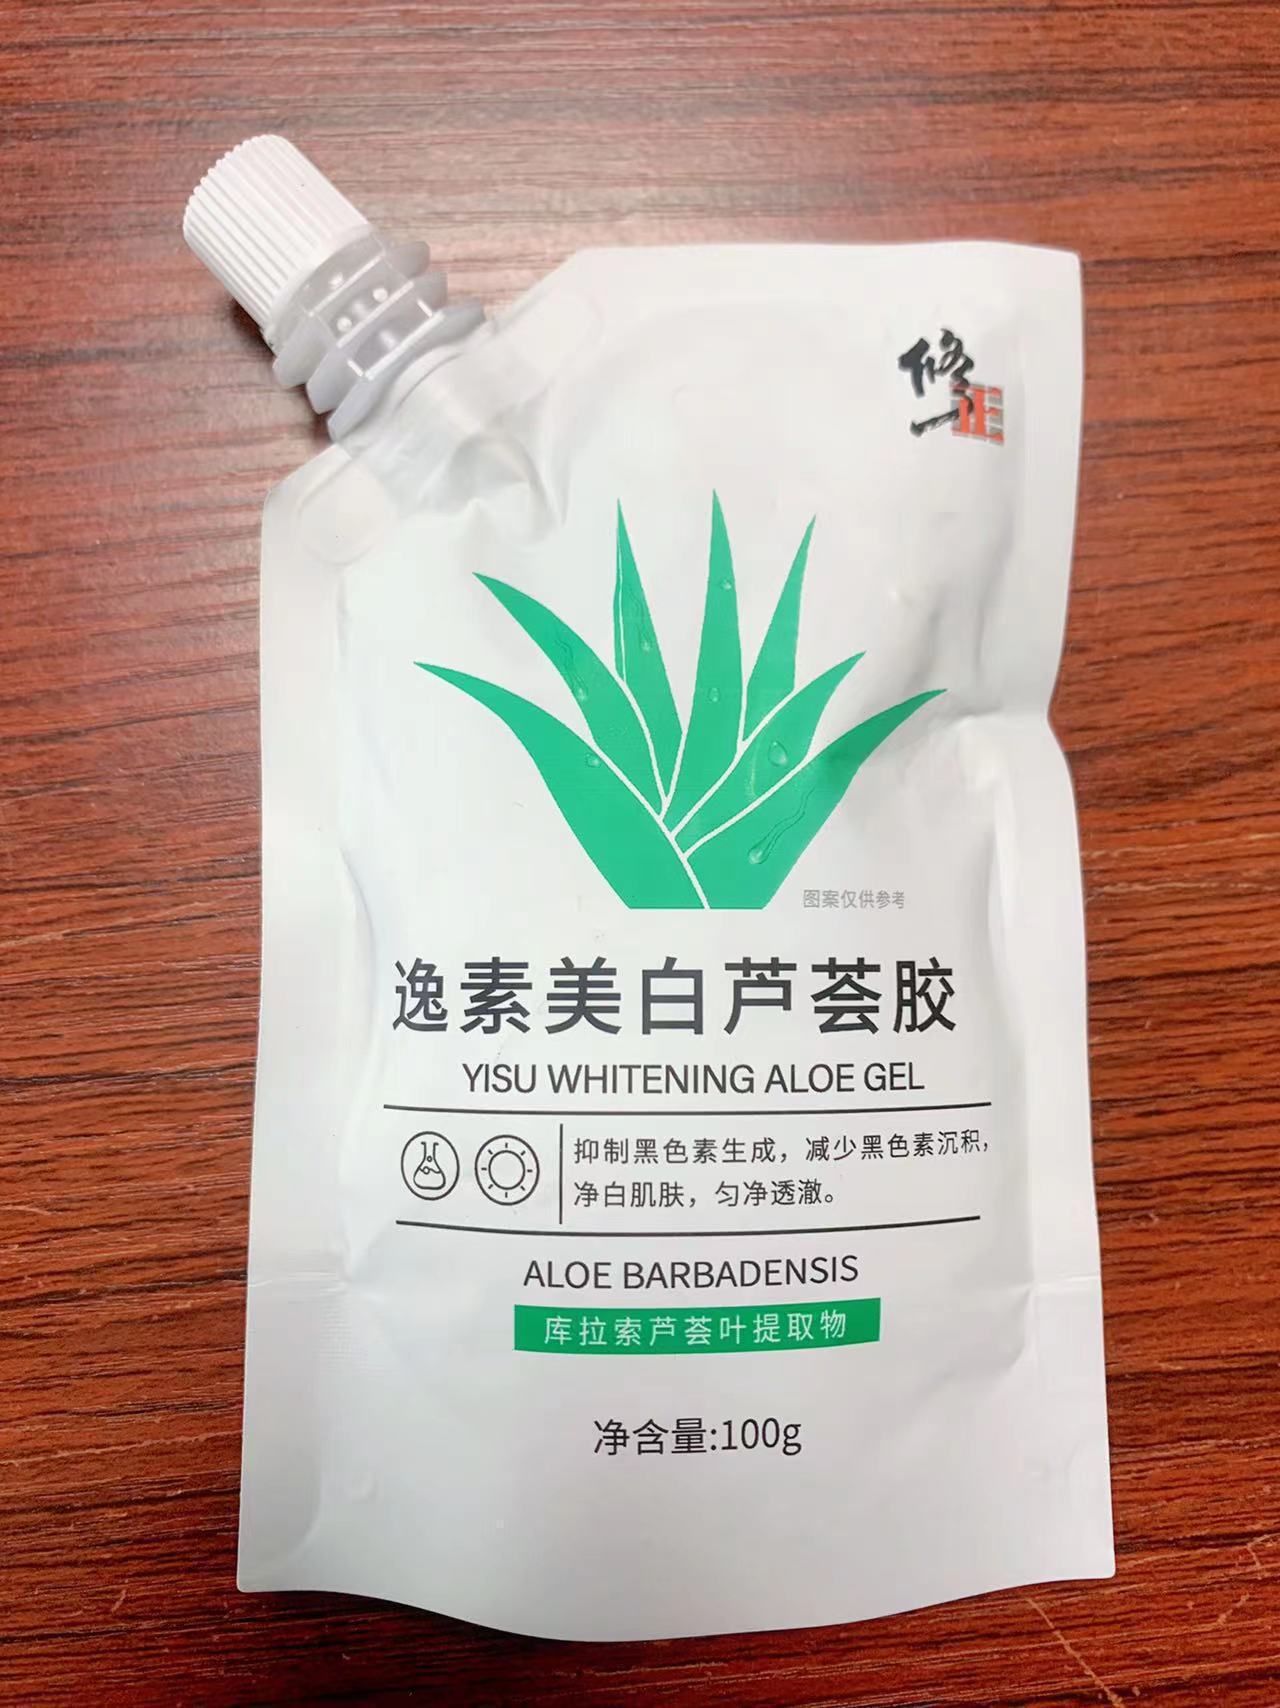 修正
图案仅供参考
逸素美白芦荟胶
YISU WHITENING ALOE GEL
抑制黑色素生成，减少黑色素沉积，
净白肌肤，匀净透澈。
ALOE BARBADENSIS
库拉索芦荟叶提取物
净含量:100g